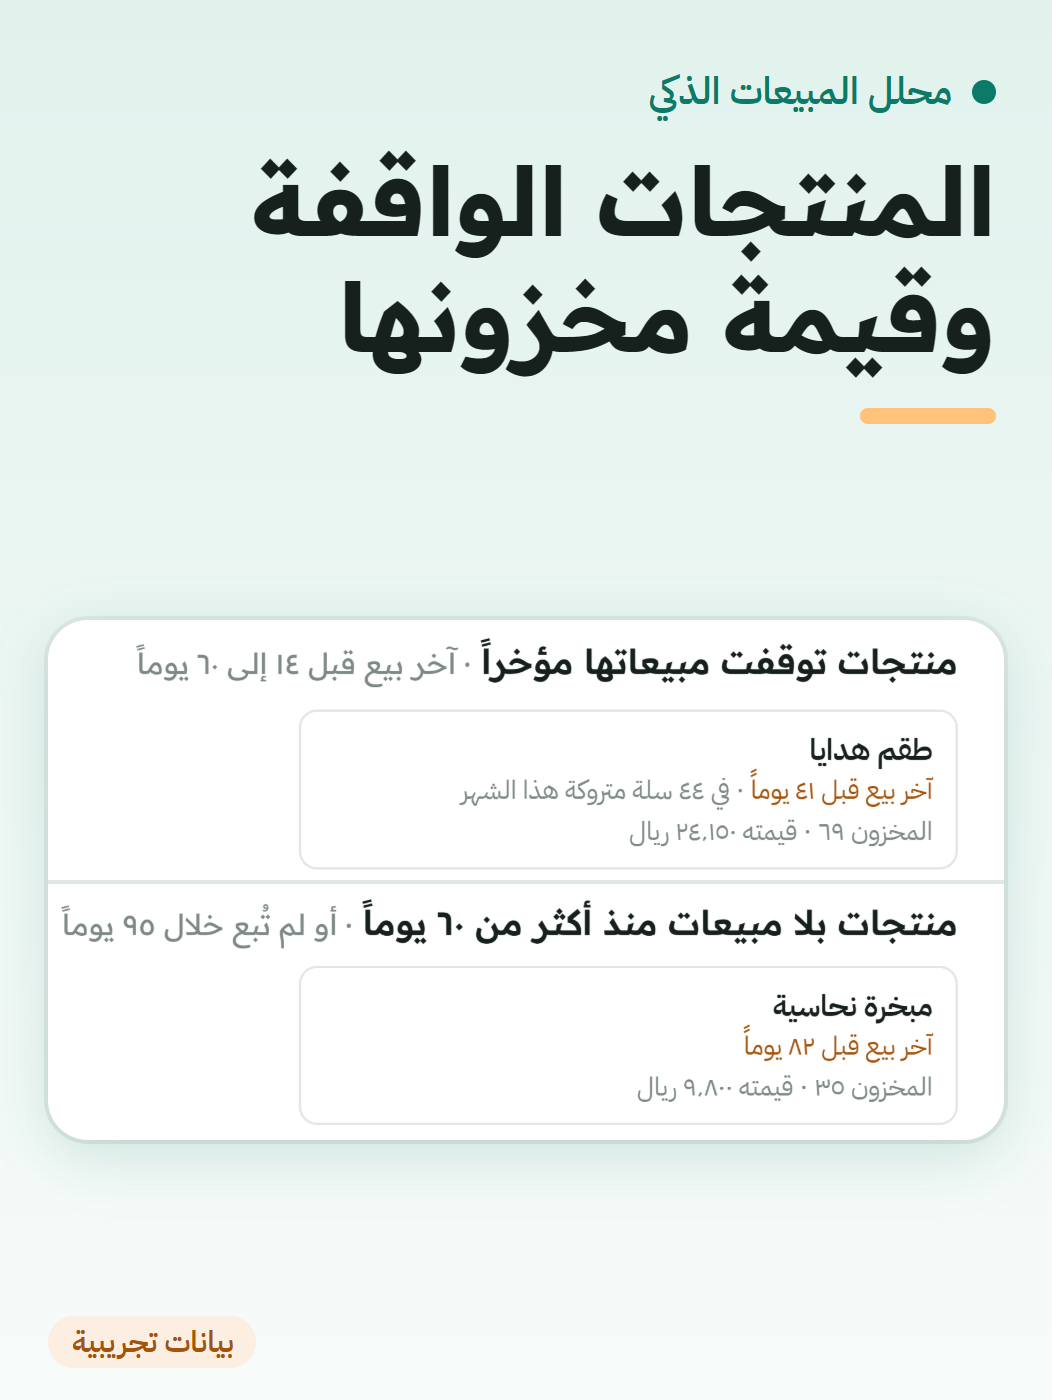 محلل المبيعات الذكي
المنتجات الواقفة
وقيمة مخزونها
منتجات توقفت مبيعاتها مؤخراً · آخر بيع قبل ١٤ إلى ٦٠ يوماً
طقم هدايا
آخر بيع قبل ٤١ يوماً · في ٤٤ سلة متروكة هذا الشهر
المخزون ٦٩ · قيمته ٢٤٬١٥٠ ريال
منتجات بلا مبيعات منذ أكثر من ٦٠ يوماً · أو لم تُبع خلال ٩٥ يوماً
مبخرة نحاسية
آخر بيع قبل ٨٢ يوماً
المخزون ٣٥ · قيمته ٩٬٨٠٠ ريال
بيانات تجريبية